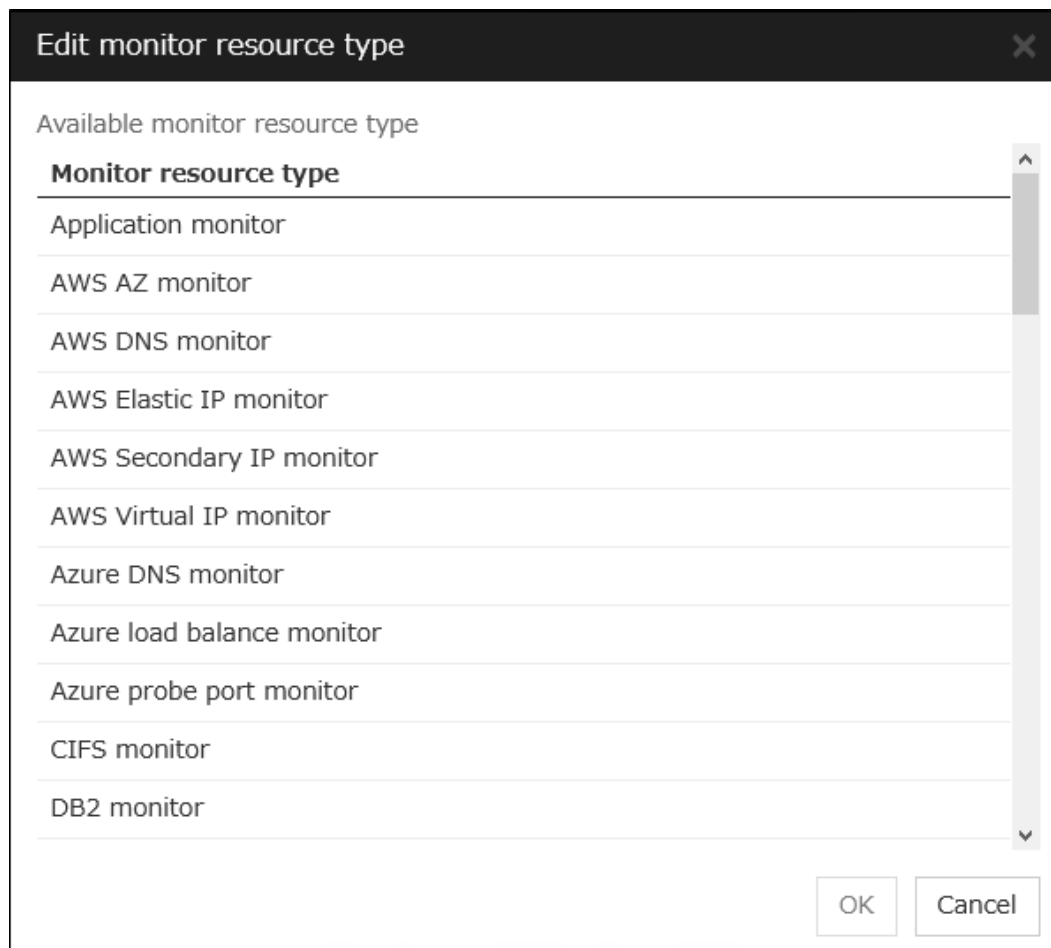 Edit monitor resource type
Available monitor resource type
Monitor resource type
Application monitor
AWS AZ monitor
AWS DNS monitor
AWS Elastic IP monitor
AWS Secondary IP monitor
AWS Virtual IP monitor
Azure DNS monitor
Azure load balance monitor
Azure probe port monitor
CIFS monitor
DB2 monitor
OK Cancel